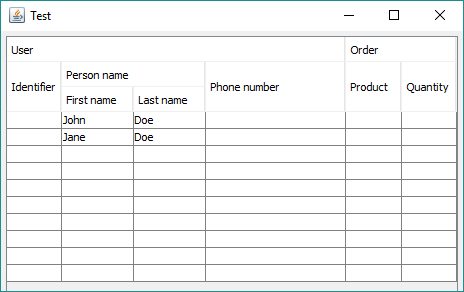 Test
User Order
Person name
Identifier Phone number Product Quantity
First name Last name
John Doe
Jane Doe